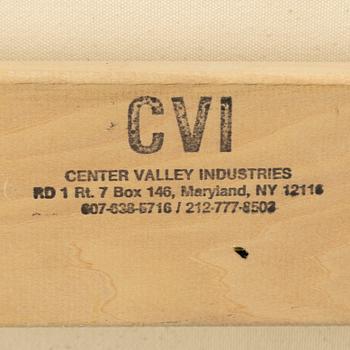 CVI
CENTER VALLEY INDUSTRIES
RD 1 Rt. 7 Box 146, Maryland, NY 12116
607-638-5716 / 212-777-8503